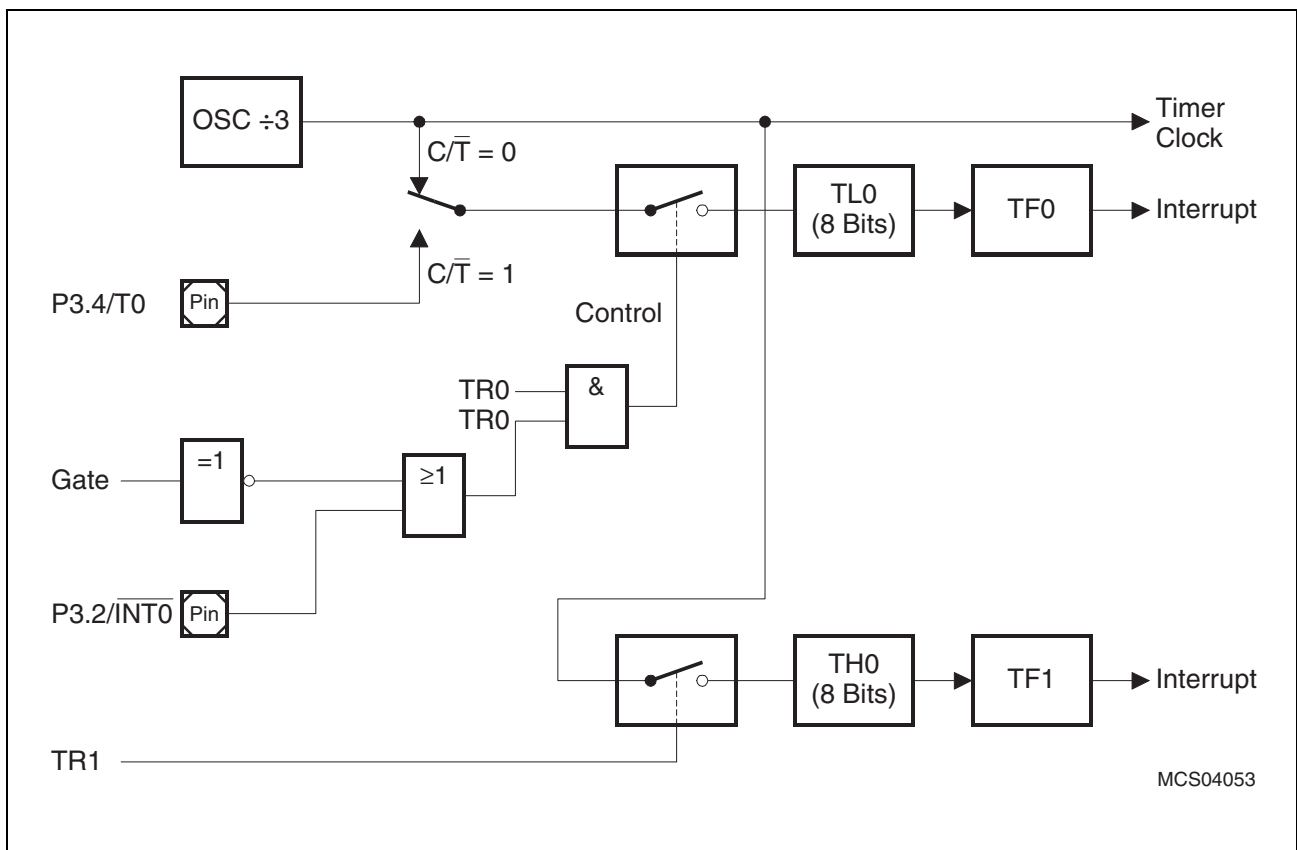 OSC ÷3
Timer
Clock
C/T̅ = 0
TL0
(8 Bits)
TF0
Interrupt
C/T̅ = 1
P3.4/T0
Pin
Control
TR0
&
TR0
Gate
=1
≥1
P3.2/I̅N̅T̅0̅
Pin
TH0
(8 Bits)
TF1
Interrupt
TR1
MCS04053